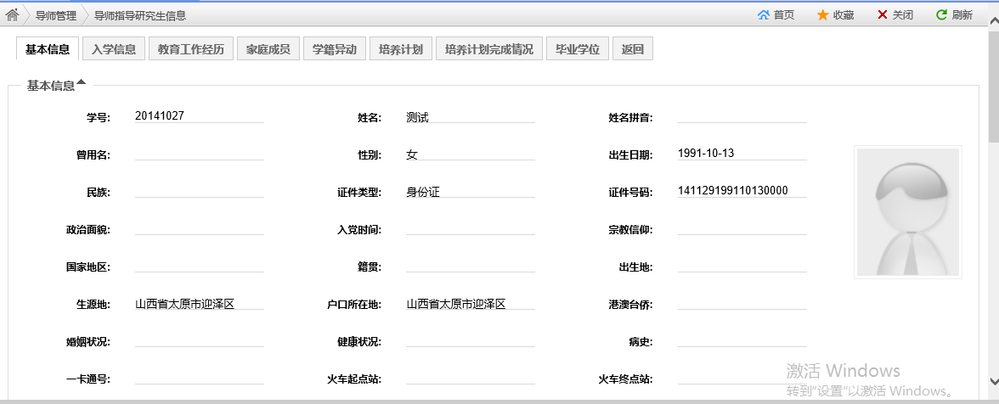 导师管理 导师指导研究生信息 首页 收藏 关闭 刷新
基本信息 入学信息 教育工作经历 家庭成员 学籍异动 培养计划 培养计划完成情况 毕业学位 返回
基本信息
学号: 20141027 姓名: 测试 姓名拼音:
曾用名: 性别: 女 出生日期: 1991-10-13
民族: 证件类型: 身份证 证件号码: 141129199110130000
政治面貌: 入党时间: 宗教信仰:
国家地区: 籍贯: 出生地:
生源地: 山西省太原市迎泽区 户口所在地: 山西省太原市迎泽区 港澳台侨:
婚姻状况: 健康状况: 病史:
一卡通号: 火车起点站: 火车终点站:
激活 Windows
转到"设置"以激活 Windows。